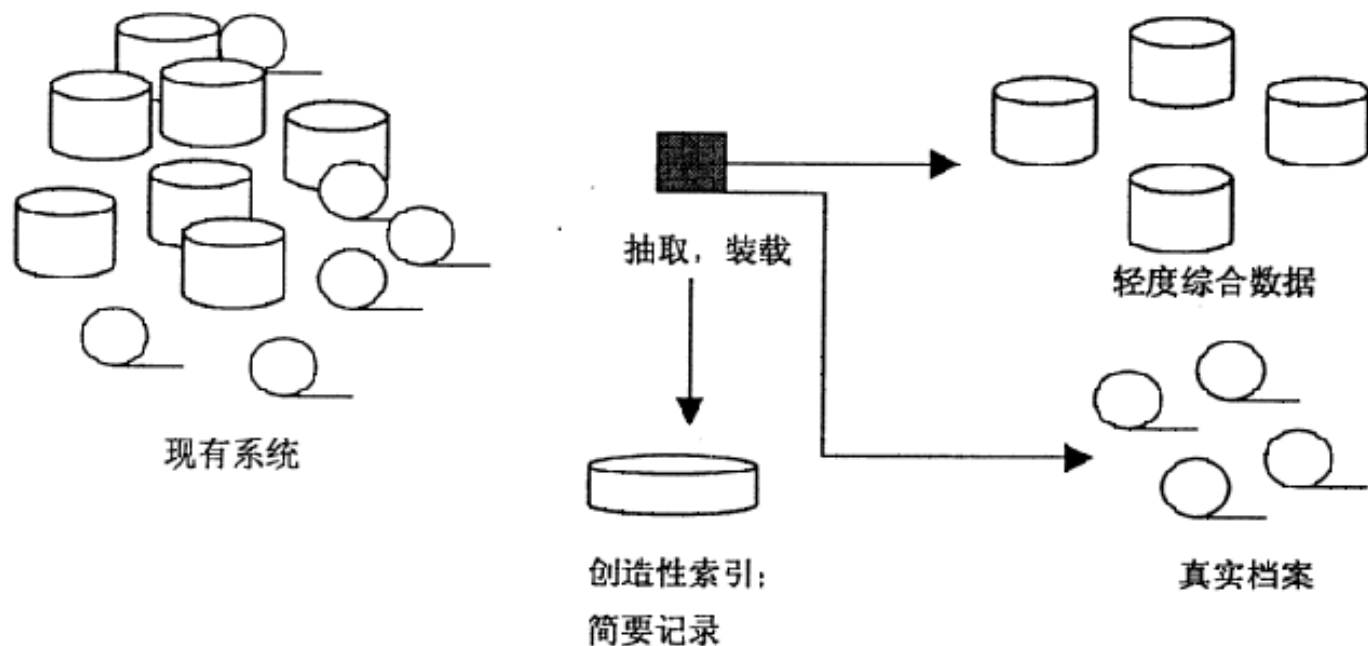 抽取，装载
轻度综合数据
现有系统
创造性索引；
简要记录
真实档案